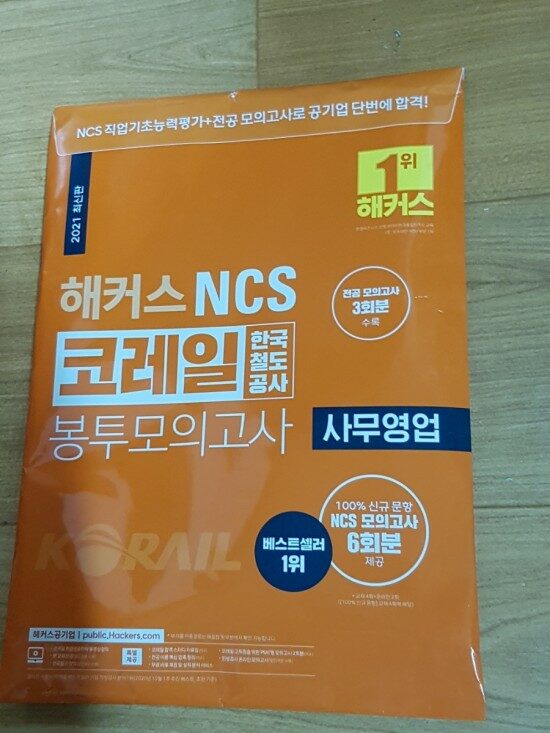 NCS 직업기초능력평가+전공 모의고사로 공기업 단번에 합격!
2021 최신판
1위
해커스
전공 모의고사
3회분
수록
해커스 NCS
코레일
한국
철도
공사
봉투모의고사
사무영업
100% 신규 문항
NCS 모의고사
6회분
제공
베스트셀러
1위
KORAIL
해커스공기업 | public.Hackers.com
특별
제공